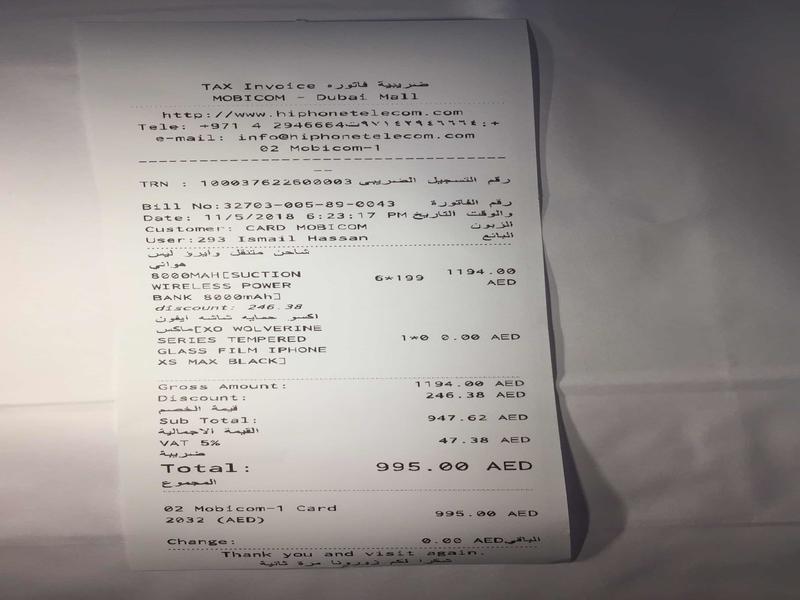 TAX Invoice ضريبية فاتوره
MOBICOM - Dubai Mall
http://www.hiphonetelecom.com
Tele: +971 4 2946664ت:+٩٧١٤٢٩٤٦٦٦٤
e-mail: info@hiphonetelecom.com
02 Mobicom-1
TRN : 100037622600003 رقم التسجيل الضريبي
Bill No:32703-005-89-0043 رقم الفاتورة
Date: 11/5/2018 6:23:17 PM والوقت التاريخ
Customer: CARD MOBICOM الزبون
User:293 Ismail Hassan البائع
شاحن متنقل وايرو ليس
هوائي
8000MAH[SUCTION
WIRELESS POWER
BANK 8000mAh]
6*199 1194.00 AED
discount: 246.38
اكسو حمايه شاشه ايفون
ماكس[XO WOLVERINE
SERIES TEMPERED
GLASS FILM IPHONE
XS MAX BLACK]
1*0 0.00 AED
Gross Amount: 1194.00 AED
Discount: 246.38 AED
قيمة الخصم
Sub Total: 947.62 AED
القيمة الاجمالية
VAT 5% 47.38 AED
ضريبة
Total: 995.00 AED
المجموع
02 Mobicom-1 Card
2032 (AED)
995.00 AED
Change: 0.00 AED الباقي
Thank you and visit again.
شكرا لكم زورونا مرة ثانية